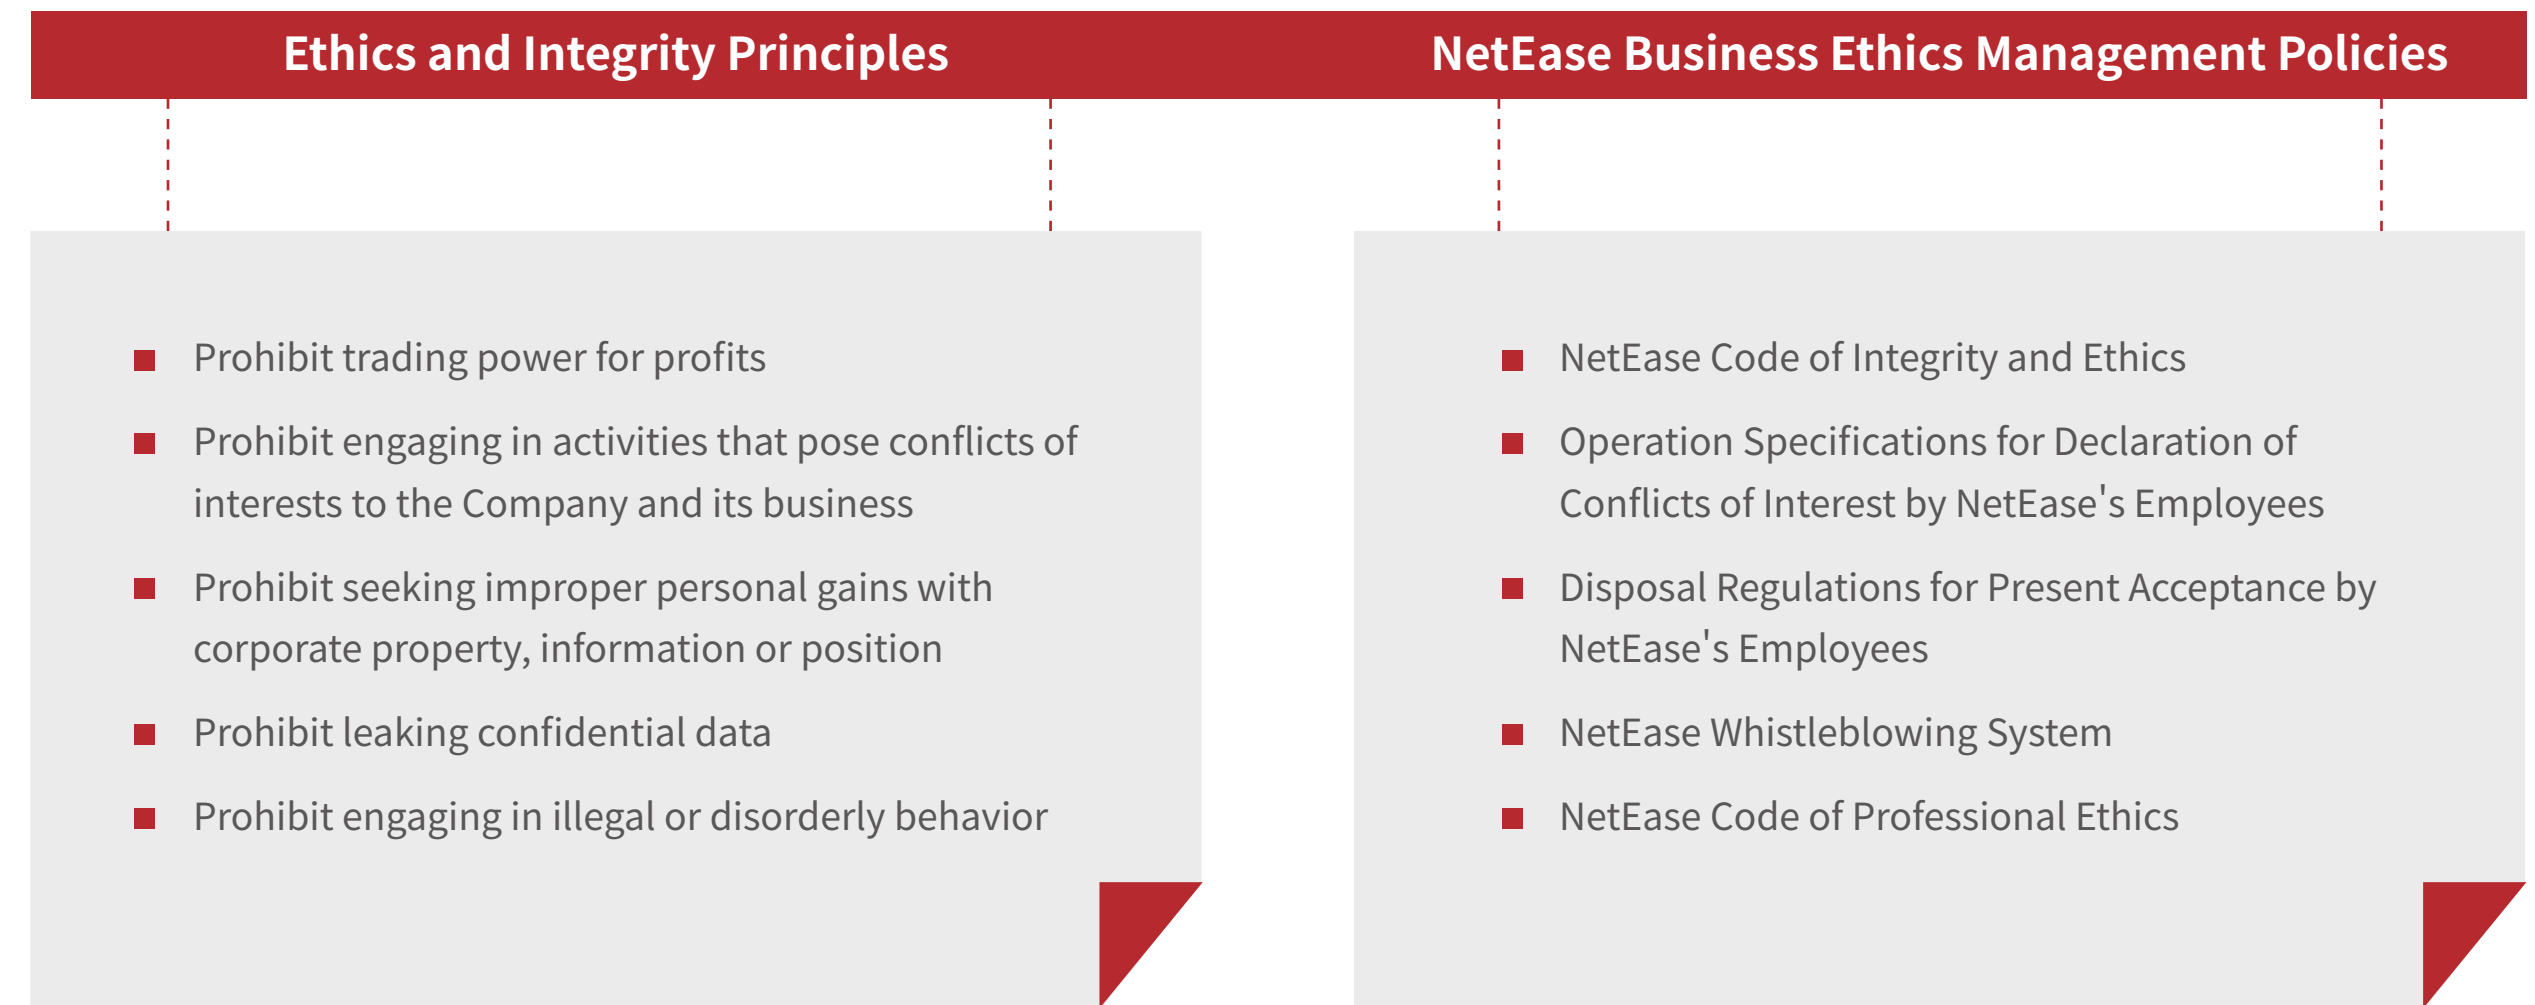 Ethics and Integrity Principles
Prohibit trading power for profits
Prohibit engaging in activities that pose conflicts of
interests to the Company and its business
Prohibit seeking improper personal gains with
corporate property, information or position
Prohibit leaking confidential data
Prohibit engaging in illegal or disorderly behavior
NetEase Business Ethics Management Policies
NetEase Code of Integrity and Ethics
Operation Specifications for Declaration of
Conflicts of Interest by NetEase's Employees
Disposal Regulations for Present Acceptance by
NetEase's Employees
NetEase Whistleblowing System
NetEase Code of Professional Ethics